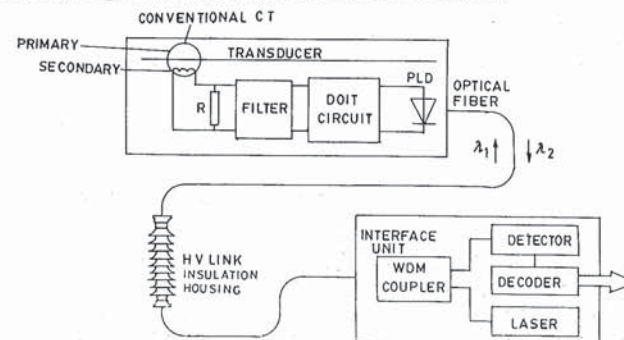 CONVENTIONAL CT
PRIMARY
TRANSDUCER
SECONDARY
PLD
OPTICAL
FIBER
R
FILTER
DOIT
CIRCUIT
λ1
λ2
HV LINK
INSULATION
HOUSING
INTERFACE
UNIT
WDM
COUPLER
DETECTOR
DECODER
LASER